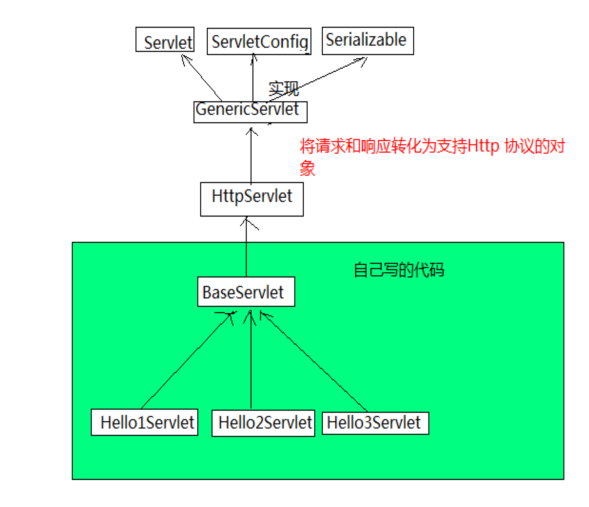 Servlet
ServletConfig
Serializable
实现
GenericServlet
将请求和响应转化为支持Http 协议的对
象
HttpServlet
自己写的代码
BaseServlet
Hello1Servlet
Hello2Servlet
Hello3Servlet